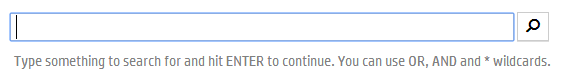 Type something to search for and hit ENTER to continue. You can use OR, AND and * wildcards.